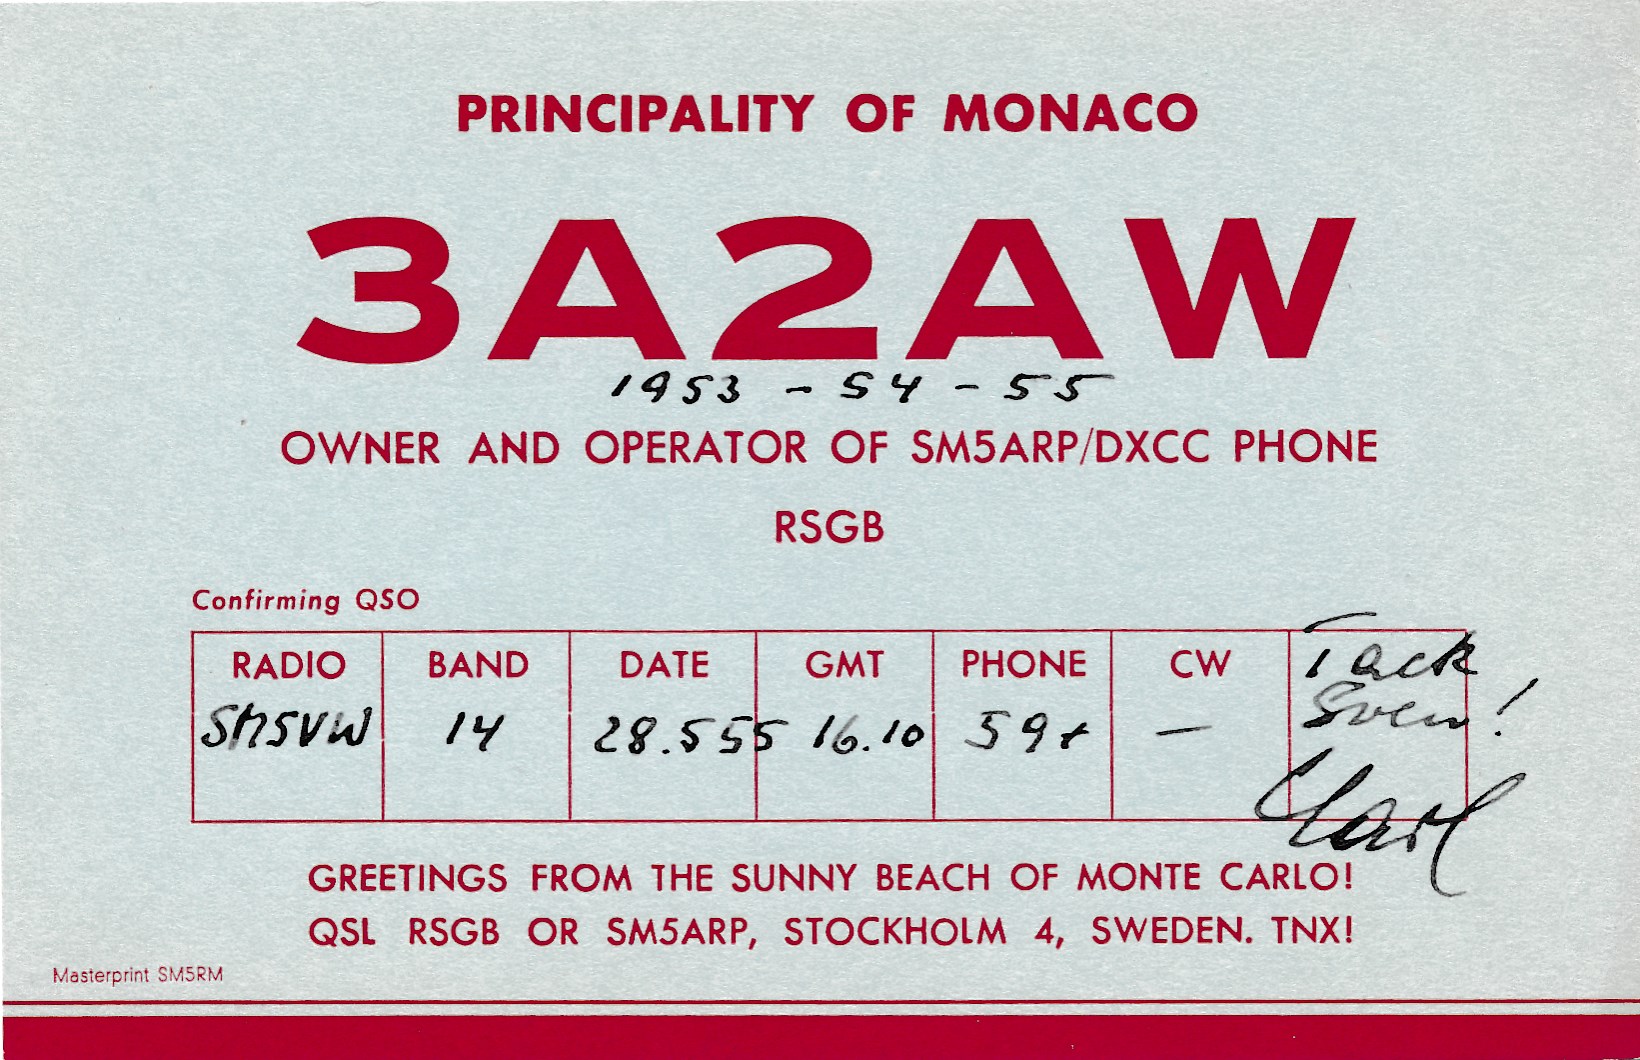 PRINCIPALITY OF MONACO
3A2AW
1953 - 54 - 55
OWNER AND OPERATOR OF SM5ARP/DXCC PHONE
RSGB
Confirming QSO
RADIO BAND DATE GMT PHONE CW Tack
SM5VW 14 28.555 16.10 59+ — Sven!
Carl
GREETINGS FROM THE SUNNY BEACH OF MONTE CARLO!
QSL RSGB OR SM5ARP, STOCKHOLM 4, SWEDEN. TNX!
Masterprint SM5RM